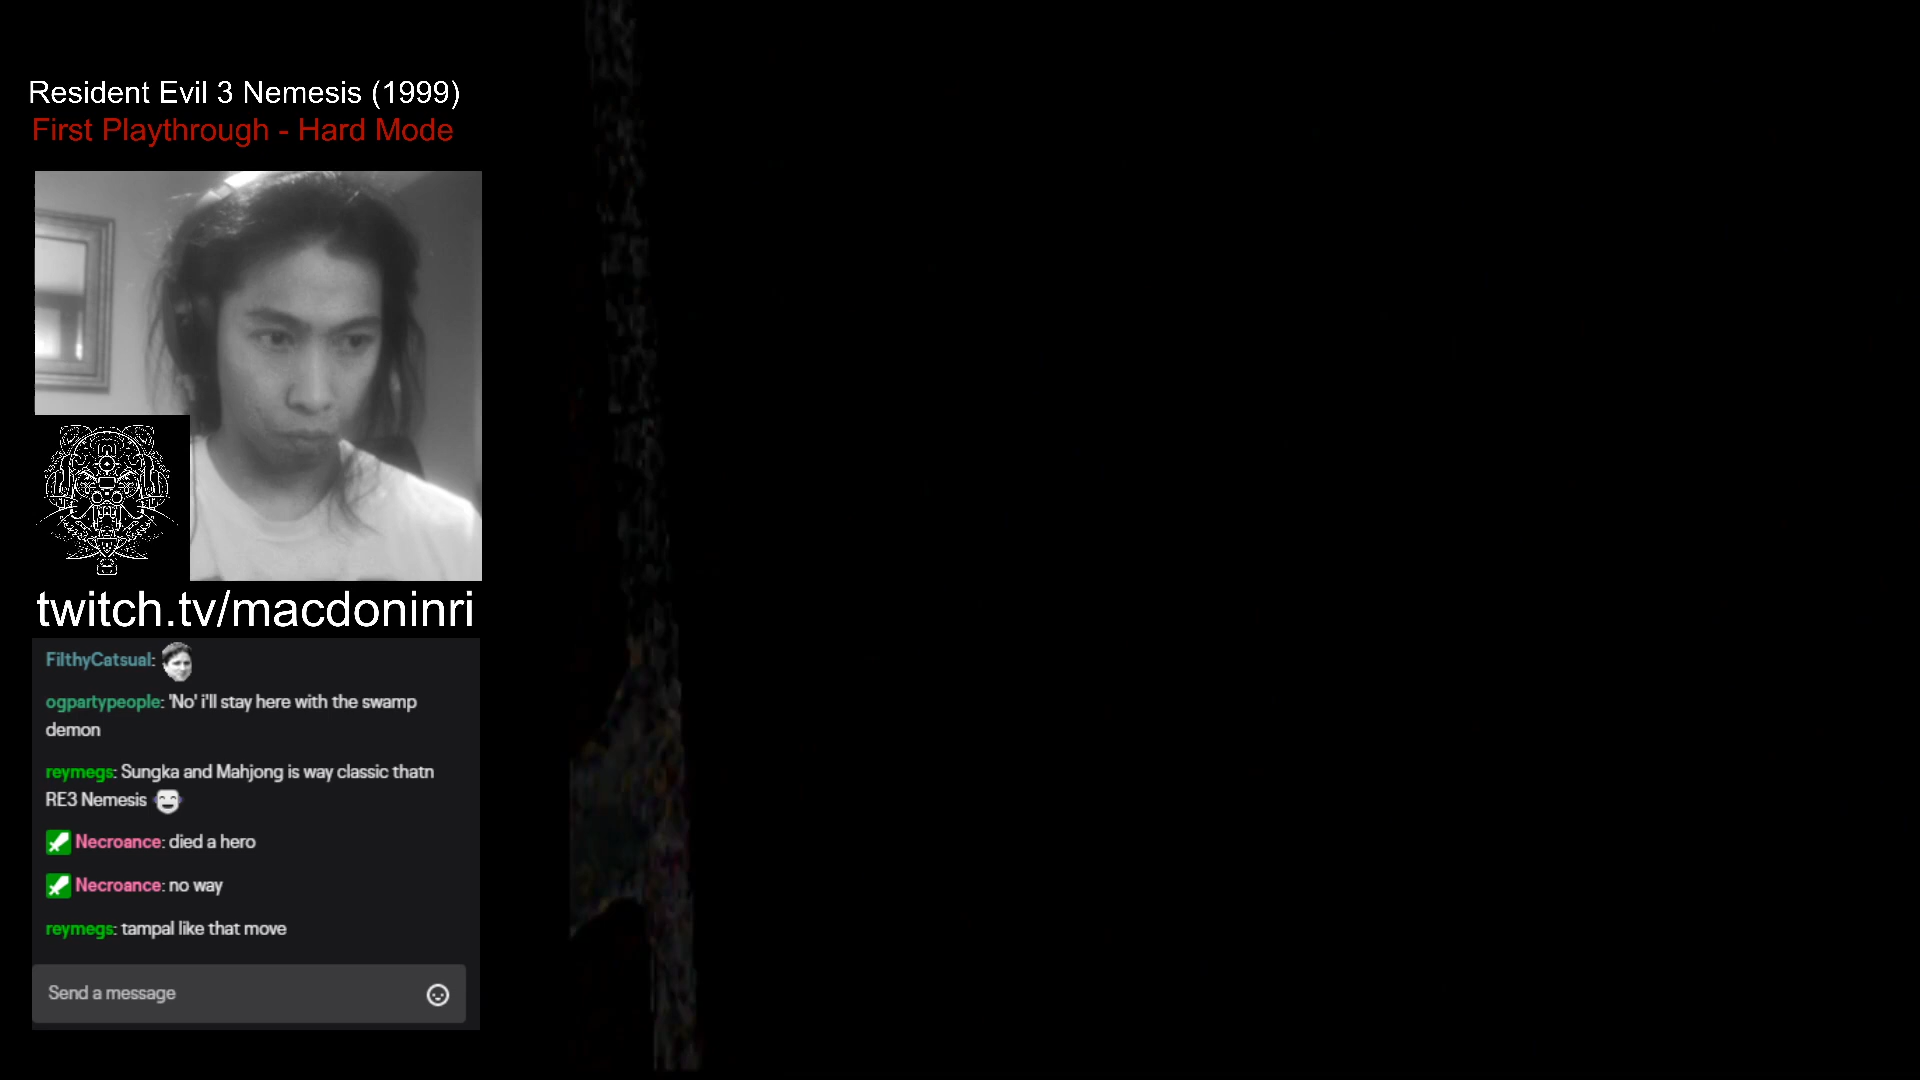 Resident Evil 3 Nemesis (1999)
First Playthrough - Hard Mode
twitch.tv/macdoninri
FilthyCatsual:
ogpartypeople: 'No' i'll stay here with the swamp
demon
reymegs: Sungka and Mahjong is way classic thatn
RE3 Nemesis
Necroance: died a hero
Necroance: no way
reymegs: tampal like that move
Send a message